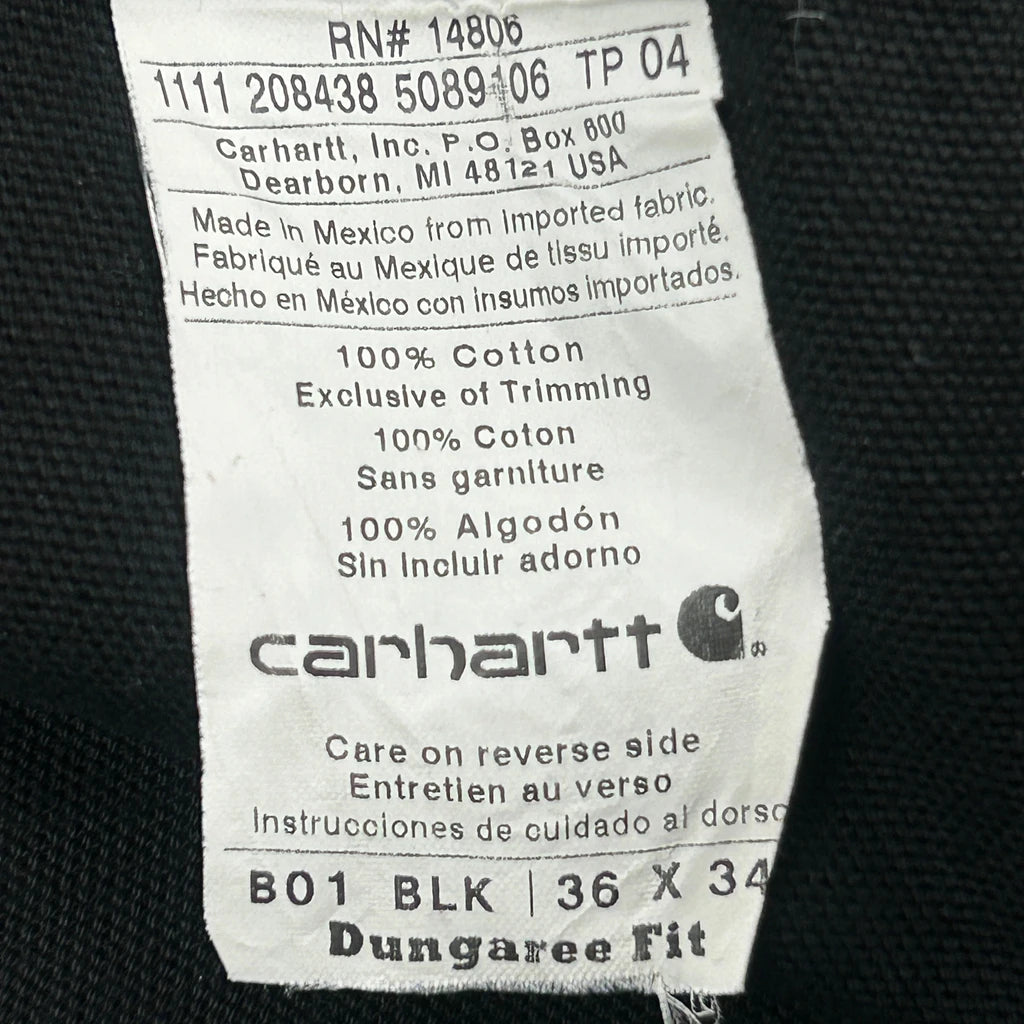 RN# 14806
1111 208438 5089106 TP 04
Carhartt, Inc. P.O. Box 600
Dearborn, MI 48121 USA
Made in Mexico from imported fabric.
Fabriqué au Mexique de tissu importé.
Hecho en México con insumos importados.
100% Cotton
Exclusive of Trimming
100% Coton
Sans garniture
100% Algodón
Sin incluir adorno
carhartt ®
Care on reverse side
Entretien au verso
Instrucciones de cuidado al dorso
B01 BLK | 36 X 34
Dungaree Fit